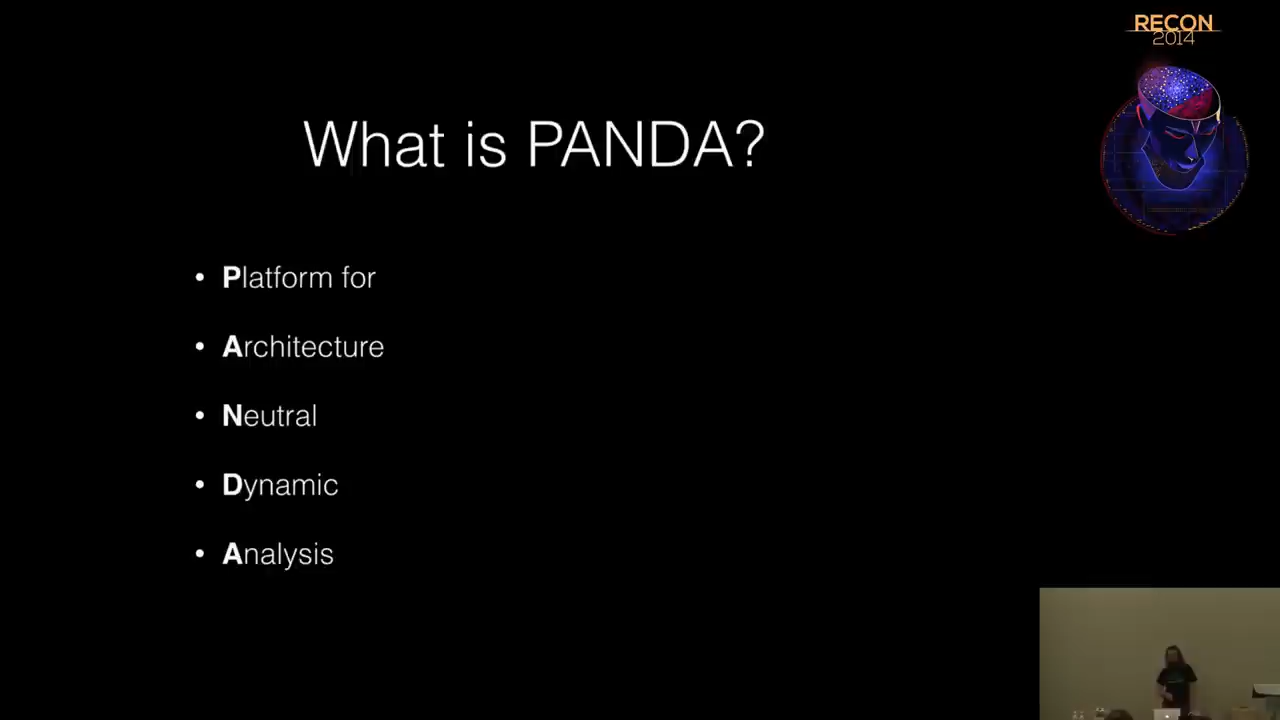 RECON
2014
What is PANDA?
• Platform for
• Architecture
• Neutral
• Dynamic
• Analysis